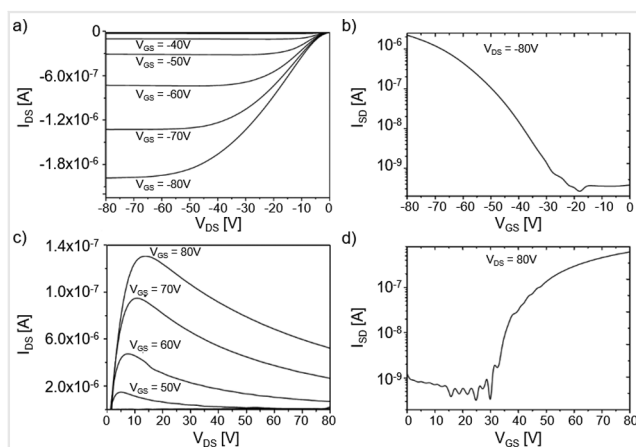 a)
I_DS [A]
0
-6.0x10⁻⁷
-1.2x10⁻⁶
-1.8x10⁻⁶
V_GS = -40V
V_GS = -50V
V_GS = -60V
V_GS = -70V
V_GS = -80V
-80 -70 -60 -50 -40 -30 -20 -10 0
V_DS [V]
b)
I_SD [A]
10⁻⁶
10⁻⁷
10⁻⁸
10⁻⁹
V_DS = -80V
-80 -70 -60 -50 -40 -30 -20 -10 0
V_GS [V]
c)
I_DS [A]
1.4x10⁻⁷
1.0x10⁻⁷
6.0x10⁻⁶
2.0x10⁻⁶
V_GS = 80V
V_GS = 70V
V_GS = 60V
V_GS = 50V
0 10 20 30 40 50 60 70 80
V_DS [V]
d)
I_SD [A]
10⁻⁷
10⁻⁸
10⁻⁹
V_DS = 80V
0 10 20 30 40 50 60 70 80
V_GS [V]